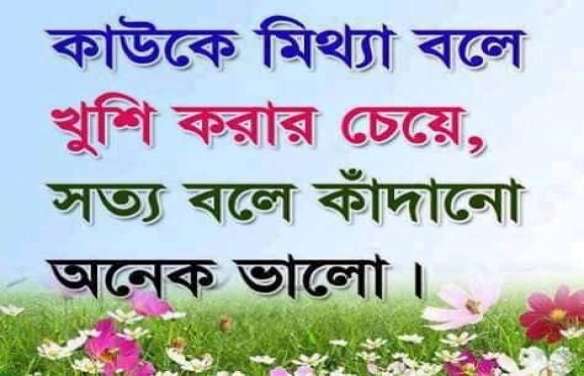 কাউকে মিথ্যা বলে
খুশি করার চেয়ে,
সত্য বলে কাঁদানো
অনেক ভালো ।